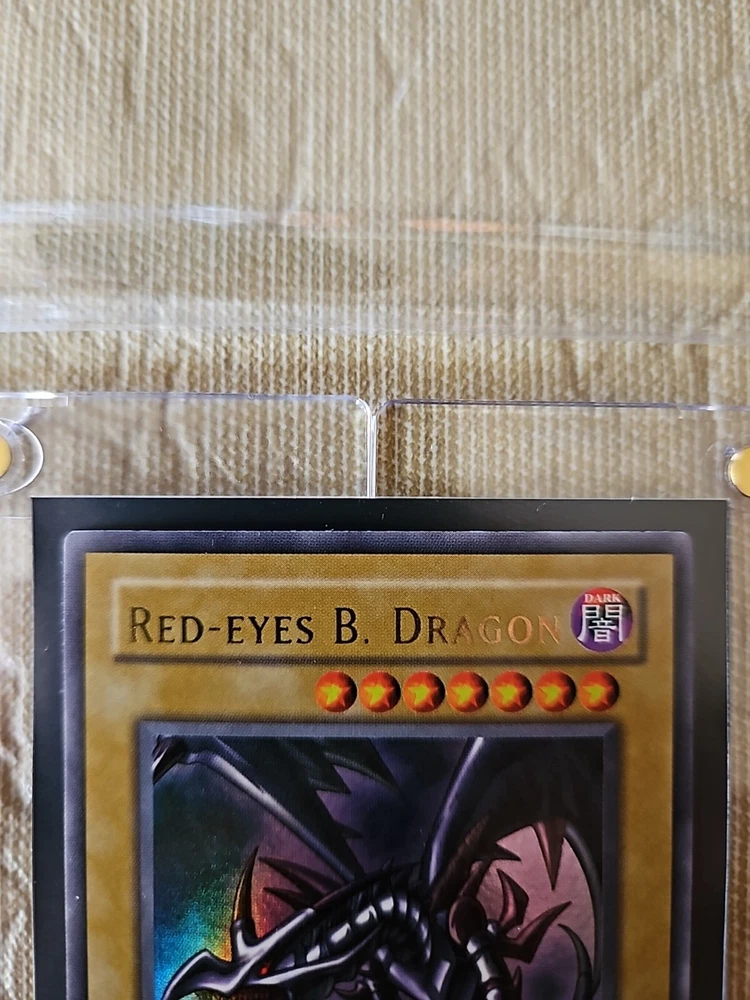 RED-EYES B. DRAGON
DARK
闇